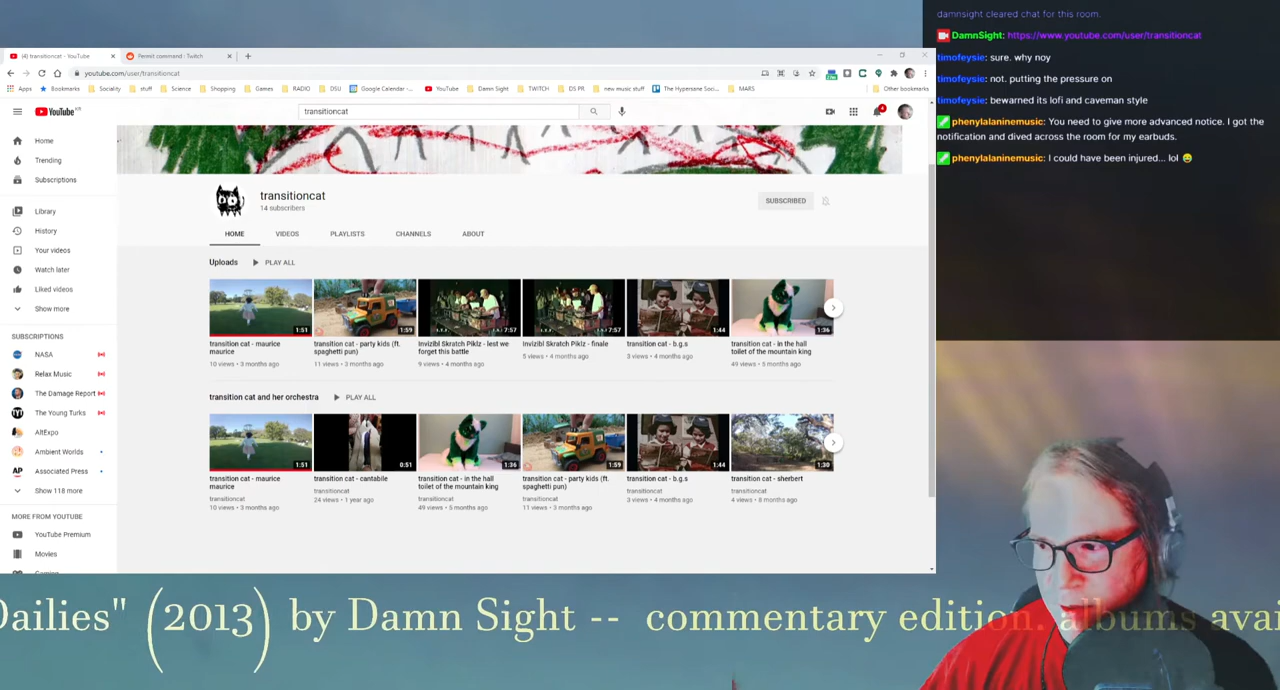 damnsight cleared chat for this room.
DamnSight: https://www.youtube.com/user/transitioncat
timofeysie: sure. why noy
timofeysie: not. putting the pressure on
timofeysie: bewarned its lofi and caveman style
phenylalaninemusic: You need to give more advanced notice. I got the
notification and dived across the room for my earbuds.
phenylalaninemusic: I could have been injured... lol 😅
(4) transitioncat - YouTube
Permit command : Twitch
youtube.com/user/transitioncat
Apps Bookmarks Sociality stuff Science Shopping Games RADIO DSU Google Calendar -... YouTube Damn Sight TWITCH DS PR new music stuff The Hypersane Soci... MARS Other bookmarks
YouTube
transitioncat
4
Home
Trending
Subscriptions
Library
History
Your videos
Watch later
Liked videos
Show more
SUBSCRIPTIONS
NASA
Relax Music
The Damage Report
The Young Turks
AltExpo
Ambient Worlds
Associated Press
Show 118 more
MORE FROM YOUTUBE
YouTube Premium
Movies
transitioncat
14 subscribers
SUBSCRIBED
HOME VIDEOS PLAYLISTS CHANNELS ABOUT
Uploads PLAY ALL
1:51 1:59 7:57 7:57 1:44 1:36
transition cat - maurice
maurice
10 views • 3 months ago
transition cat - party kids (ft.
spaghetti pun)
11 views • 3 months ago
Invizibl Skratch Piklz - lest we
forget this battle
9 views • 4 months ago
Invizibl Skratch Piklz - finale
5 views • 4 months ago
transition cat - b.g.s
3 views • 4 months ago
transition cat - in the hall
toilet of the mountain king
49 views • 5 months ago
transition cat and her orchestra PLAY ALL
1:51 0:51 1:36 1:59 1:44 1:30
transition cat - maurice
maurice
transitioncat
10 views • 3 months ago
transition cat - cantabile
transitioncat
24 views • 1 year ago
transition cat - in the hall
toilet of the mountain king
transitioncat
49 views • 5 months ago
transition cat - party kids (ft.
spaghetti pun)
transitioncat
11 views • 3 months ago
transition cat - b.g.s
transitioncat
3 views • 4 months ago
transition cat - sherbert
transitioncat
4 views • 8 months ago
Dailies" (2013) by Damn Sight -- commentary edition. albums avai